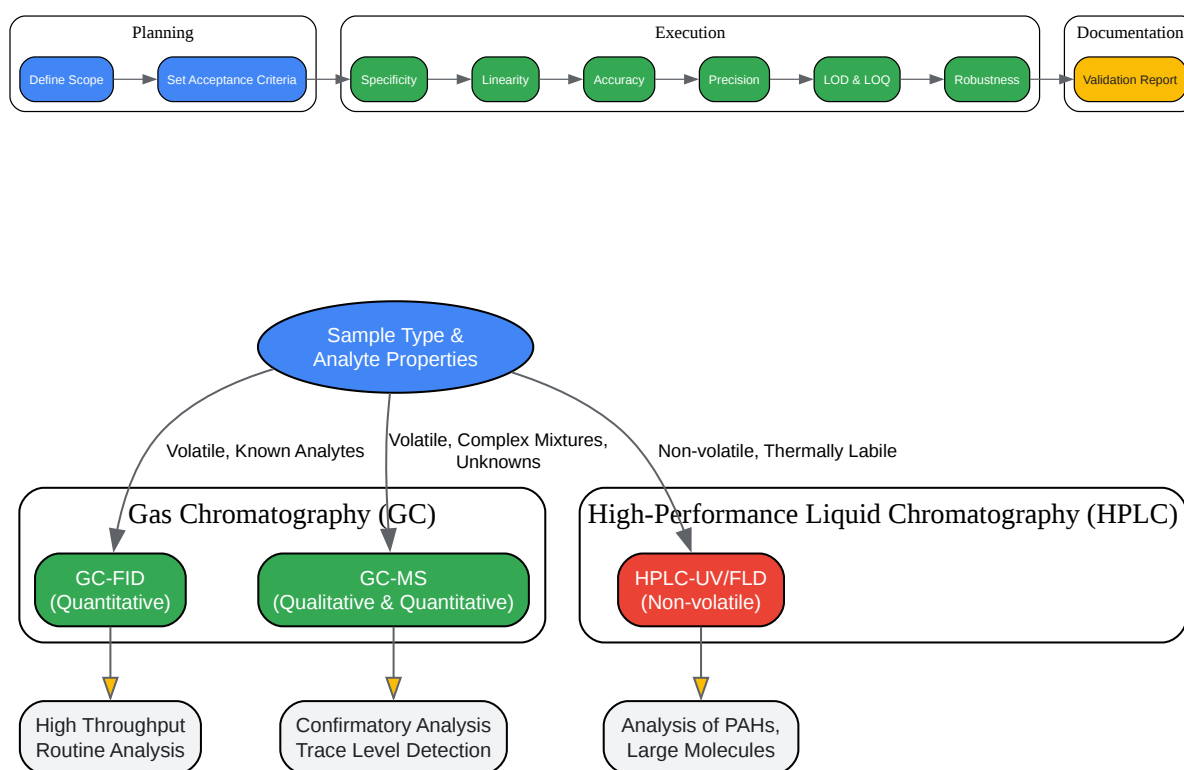 Planning
Execution
Documentation
Define Scope
Set Acceptance Criteria
Specificity
Linearity
Accuracy
Precision
LOD & LOQ
Robustness
Validation Report
Sample Type &
Analyte Properties
Volatile, Known Analytes
Volatile, Complex Mixtures,
Unknowns
Non-volatile, Thermally Labile
Gas Chromatography (GC)
High-Performance Liquid Chromatography (HPLC)
GC-FID
(Quantitative)
GC-MS
(Qualitative & Quantitative)
HPLC-UV/FLD
(Non-volatile)
High Throughput
Routine Analysis
Confirmatory Analysis
Trace Level Detection
Analysis of PAHs,
Large Molecules